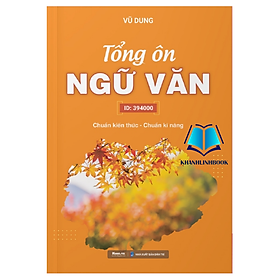 VŨ DUNG
Tổng ôn
NGỮ VĂN
ID: 394000
Chuẩn kiến thức - Chuẩn kĩ năng
KHANHLINHBOOK